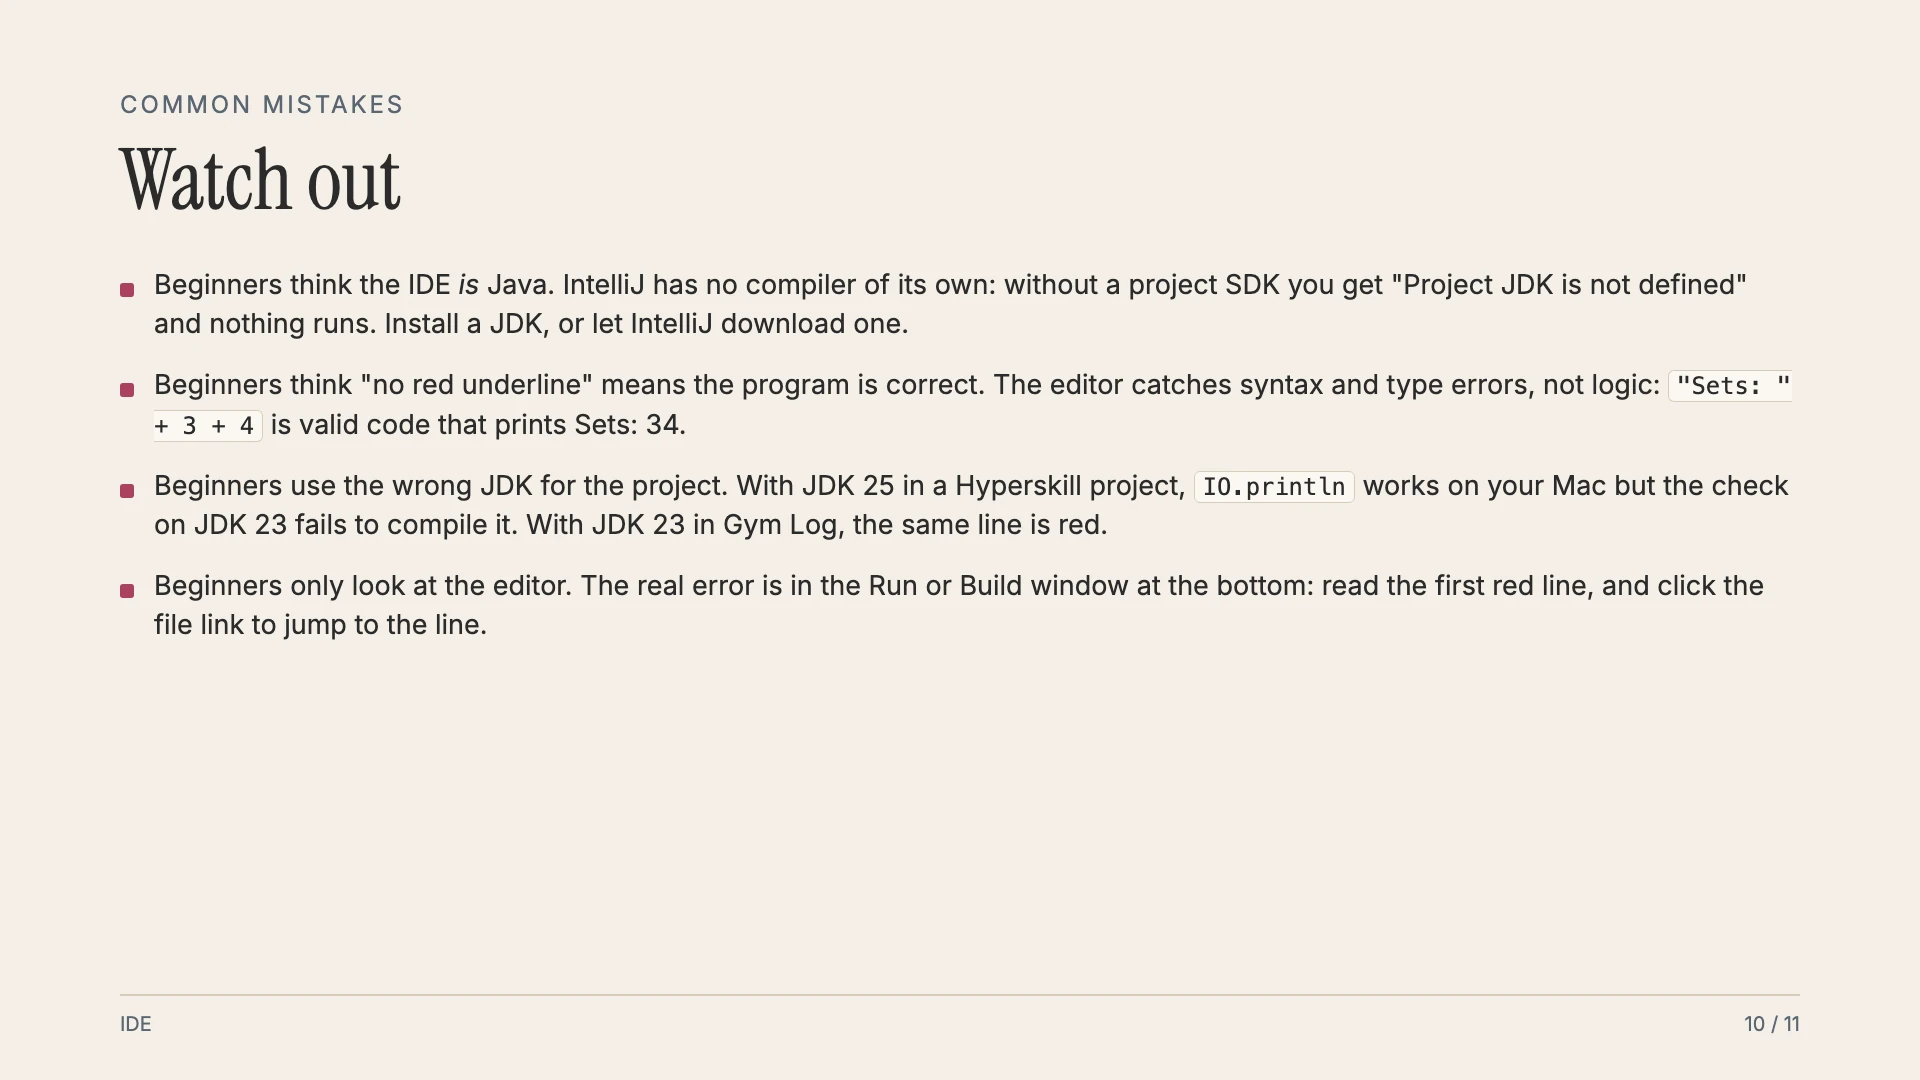 COMMON MISTAKES
Watch out
Beginners think the IDE is Java. IntelliJ has no compiler of its own: without a project SDK you get "Project JDK is not defined"
and nothing runs. Install a JDK, or let IntelliJ download one.
Beginners think "no red underline" means the program is correct. The editor catches syntax and type errors, not logic: "Sets: "
+ 3 + 4 is valid code that prints Sets: 34.
Beginners use the wrong JDK for the project. With JDK 25 in a Hyperskill project, IO.println works on your Mac but the check
on JDK 23 fails to compile it. With JDK 23 in Gym Log, the same line is red.
Beginners only look at the editor. The real error is in the Run or Build window at the bottom: read the first red line, and click the
file link to jump to the line.
IDE
10 / 11